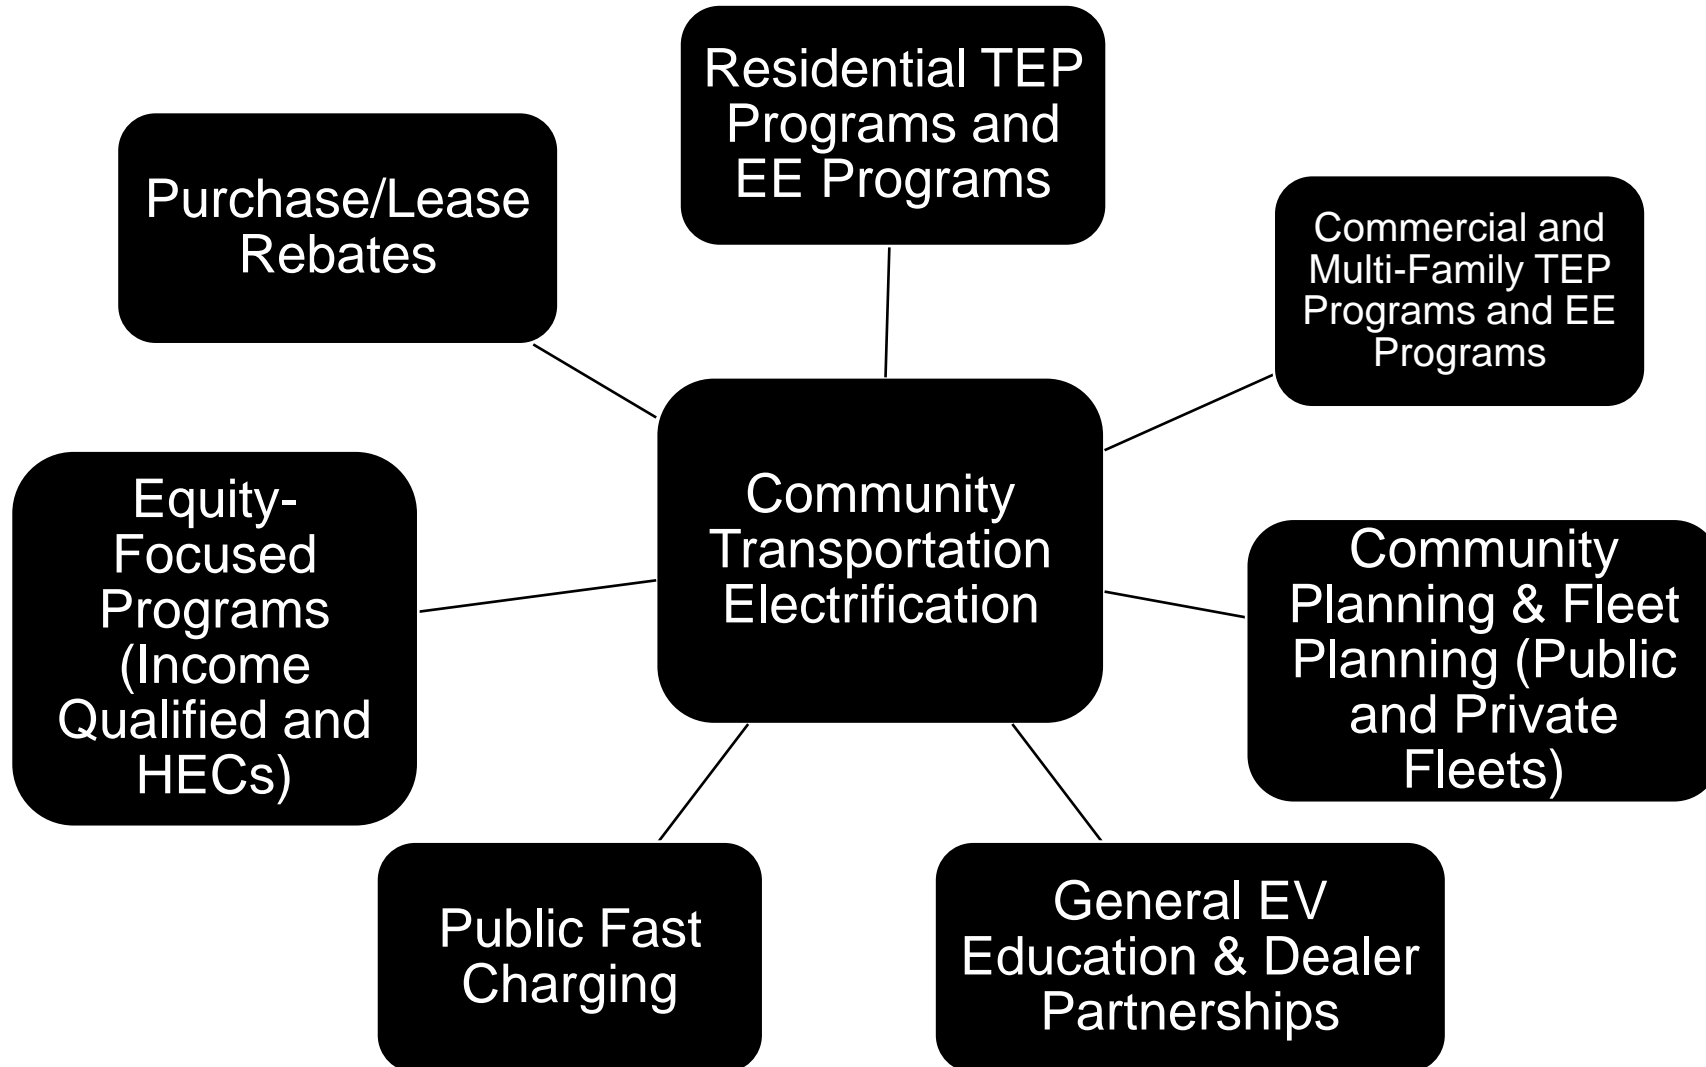 Residential TEP
Programs and
EE Programs
Purchase/Lease
Rebates
Commercial and
Multi-Family TEP
Programs and EE
Programs
Community
Transportation
Electrification
Equity-
Focused
Programs
(Income
Qualified and
HECs)
Community
Planning & Fleet
Planning (Public
and Private
Fleets)
Public Fast
Charging
General EV
Education & Dealer
Partnerships